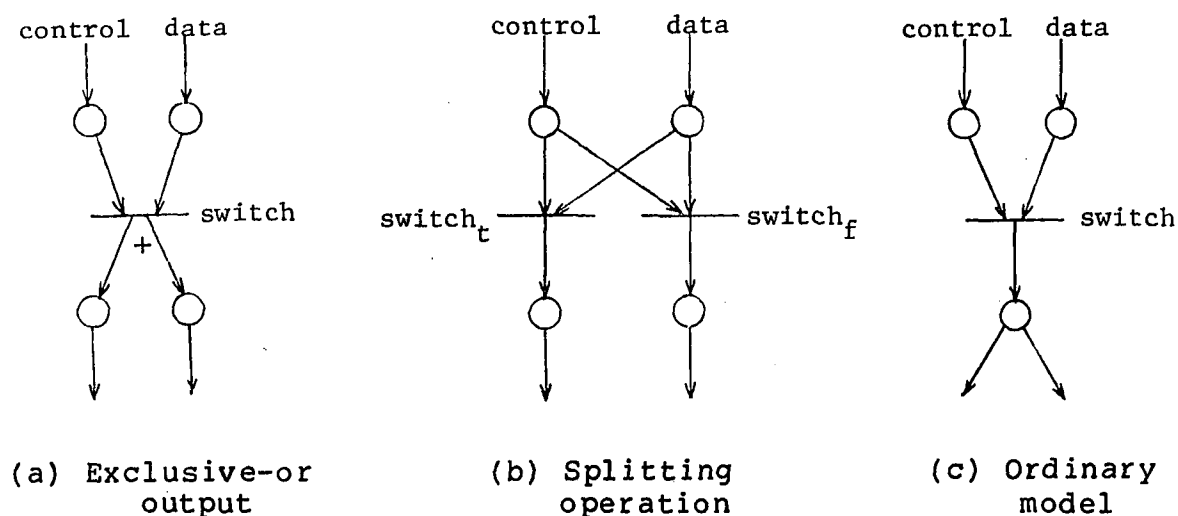 control data
control data
control data
switch
+
switch_t
switch_f
switch
(a) Exclusive-or
output
(b) Splitting
operation
(c) Ordinary
model